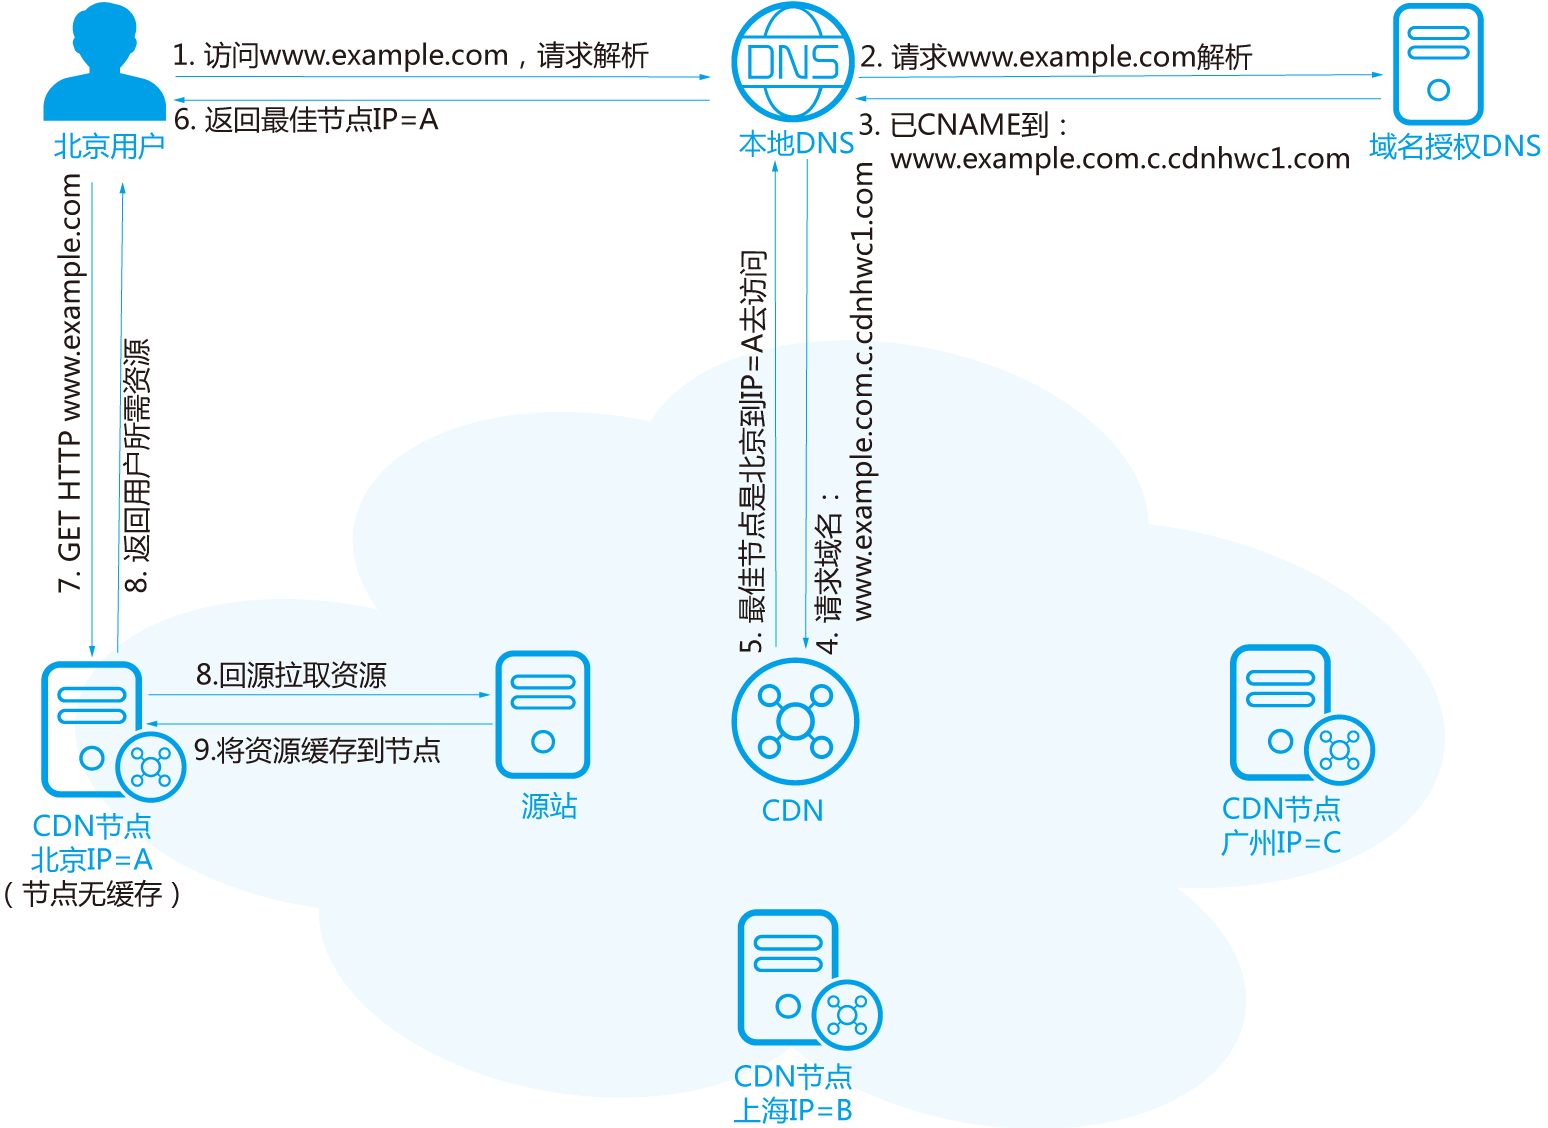 1. 访问www.example.com，请求解析
DNS
2. 请求www.example.com解析
6. 返回最佳节点IP=A
3. 已CNAME到：
www.example.com.c.cdnhwc1.com
北京用户
本地DNS
域名授权DNS
7. GET HTTP www.example.com
8. 返回用户所需资源
5. 最佳节点是北京到IP=A去访问
4. 请求域名：
www.example.com.c.cdnhwc1.com
8.回源拉取资源
9.将资源缓存到节点
源站
CDN
CDN节点
广州IP=C
CDN节点
北京IP=A
（节点无缓存）
CDN节点
上海IP=B